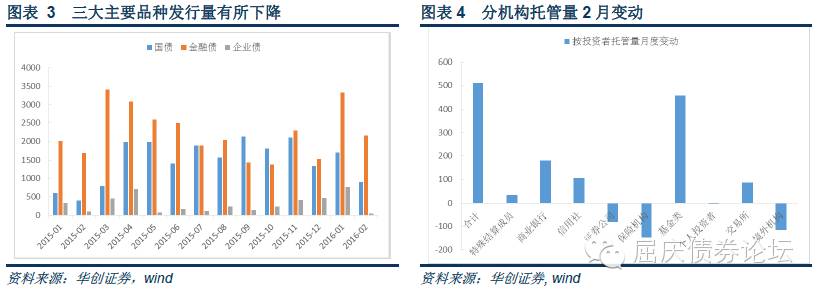 图表 3 三大主要品种发行量有所下降
国债 金融债 企业债
4000
3500
3000
2500
2000
1500
1000
500
0
2015-01 2015-02 2015-03 2015-04 2015-05 2015-06 2015-07 2015-08 2015-09 2015-10 2015-11 2015-12 2016-01 2016-02
资料来源：华创证券，wind
图表 4 分机构托管量 2 月变动
按投资者托管量月度变动
600
500
400
300
200
100
0
-100
-200
合计 特殊结算成员 商业银行 信用社 证券公司 保险机构 基金类 个人投资者 交易所 境外机构
资料来源：华创证券, wind
屈庆债券论坛